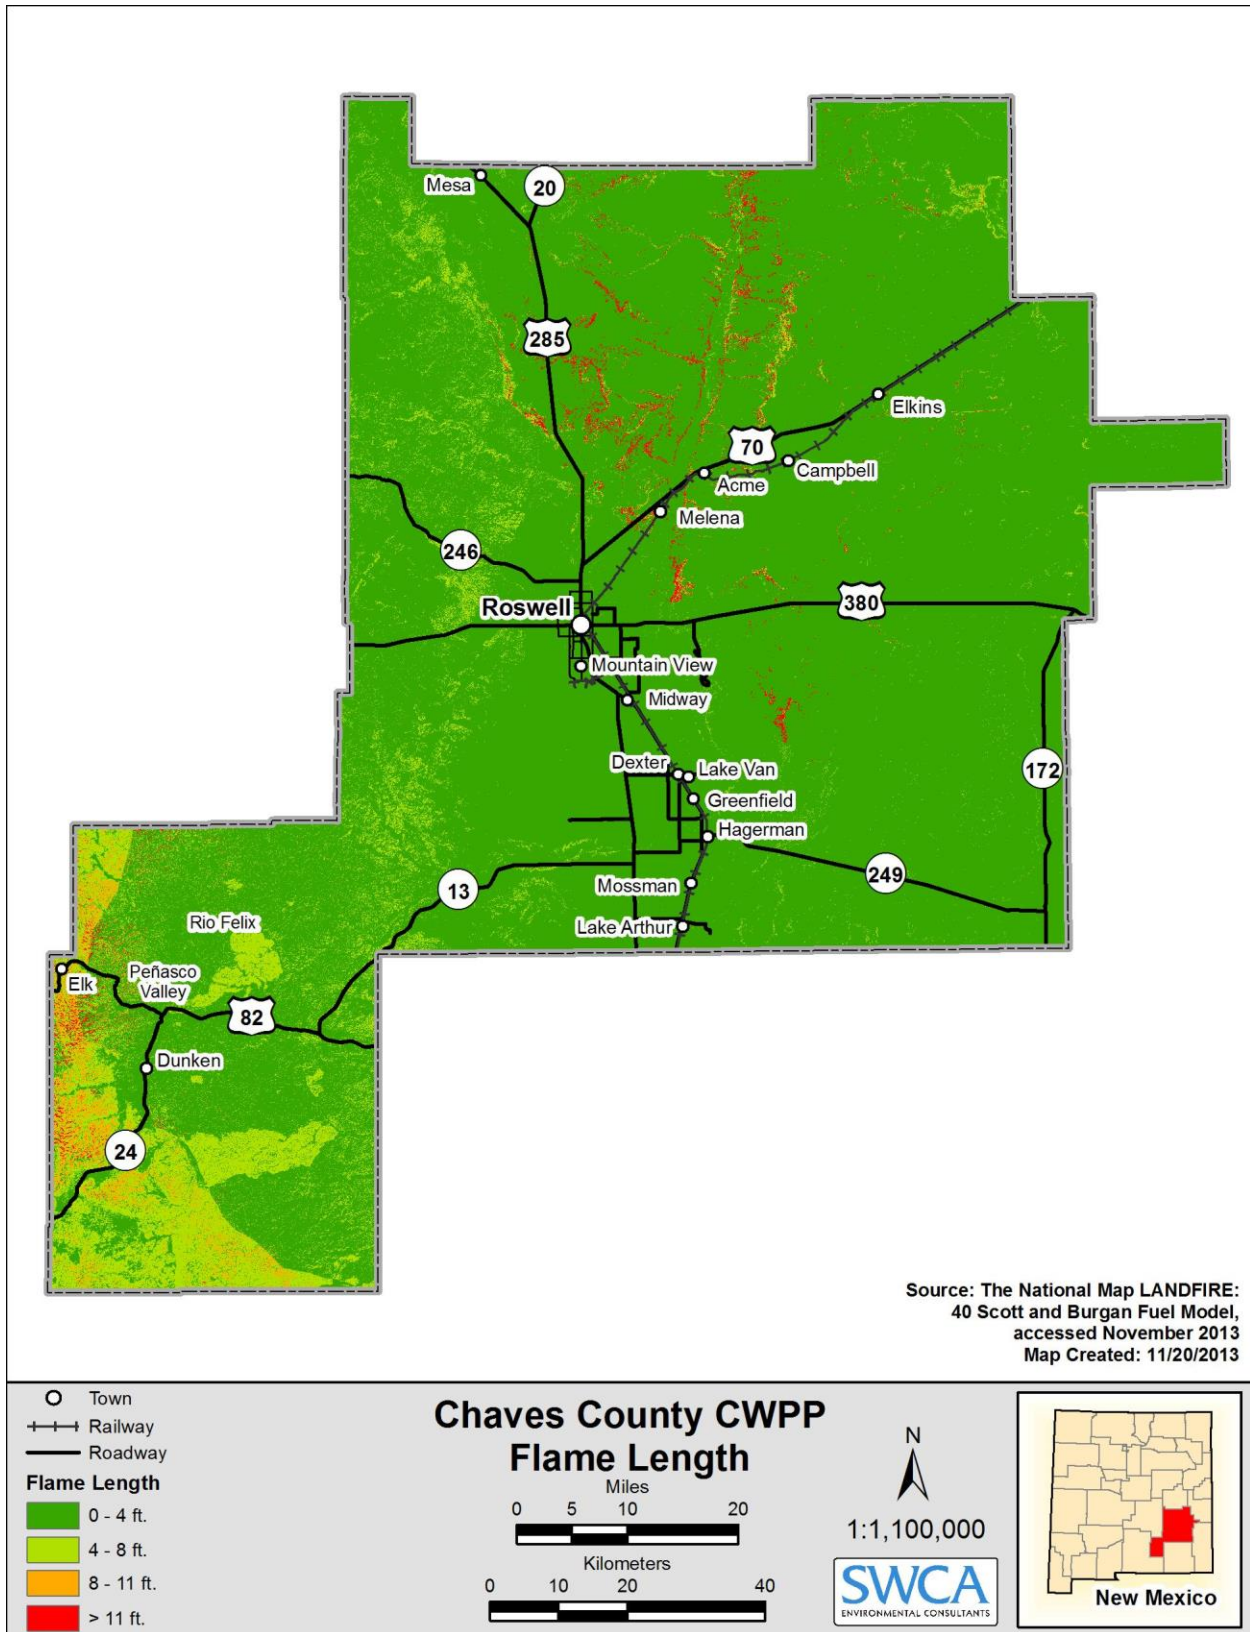 Mesa
20
285
Elkins
70
Campbell
Acme
Melena
246
380
Roswell
Mountain View
Midway
Dexter
Lake Van
172
Greenfield
Hagerman
13
249
Mossman
Rio Felix
Lake Arthur
Elk
Peñasco
Valley
82
Dunken
24
Source: The National Map LANDFIRE:
40 Scott and Burgan Fuel Model,
accessed November 2013
Map Created: 11/20/2013
Town
Railway
Roadway
Flame Length
0 - 4 ft.
4 - 8 ft.
8 - 11 ft.
> 11 ft.
Chaves County CWPP
Flame Length
Miles
0 5 10 20
Kilometers
0 10 20 40
N
1:1,100,000
SWCA
ENVIRONMENTAL CONSULTANTS
New Mexico